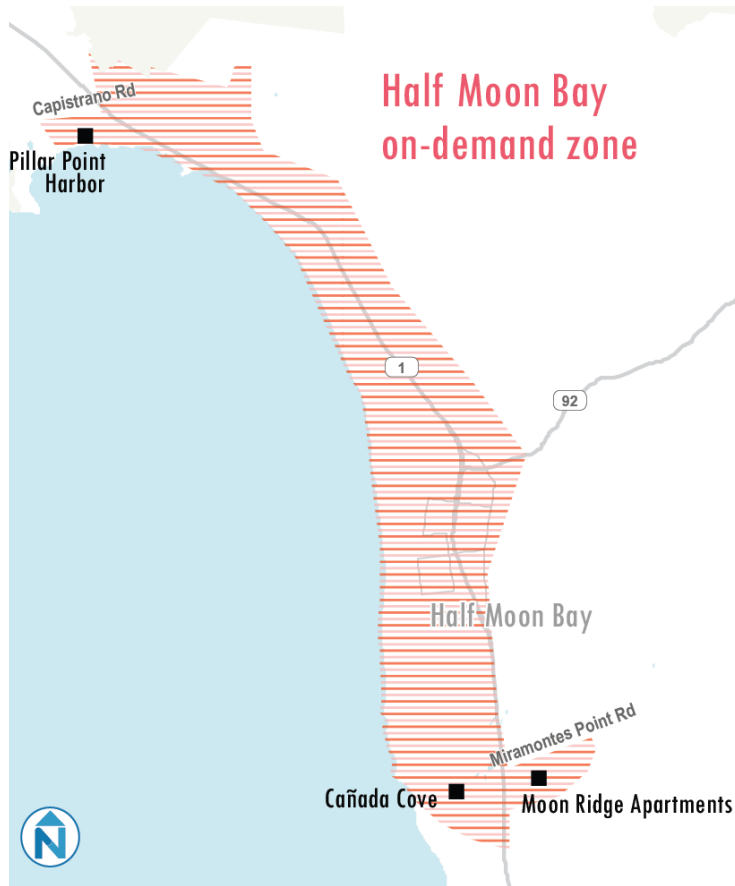 Half Moon Bay
on-demand zone
Capistrano Rd
Pillar Point
Harbor
1
92
Half Moon Bay
Miramontes Point Rd
Cañada Cove
Moon Ridge Apartments
N